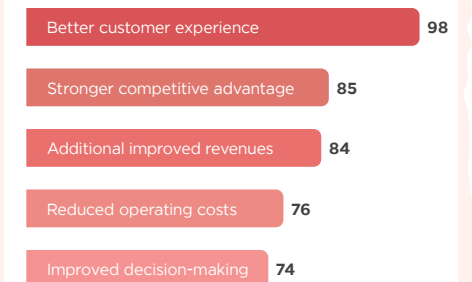 Better customer experience 98
Stronger competitive advantage 85
Additional improved revenues 84
Reduced operating costs 76
Improved decision-making 74